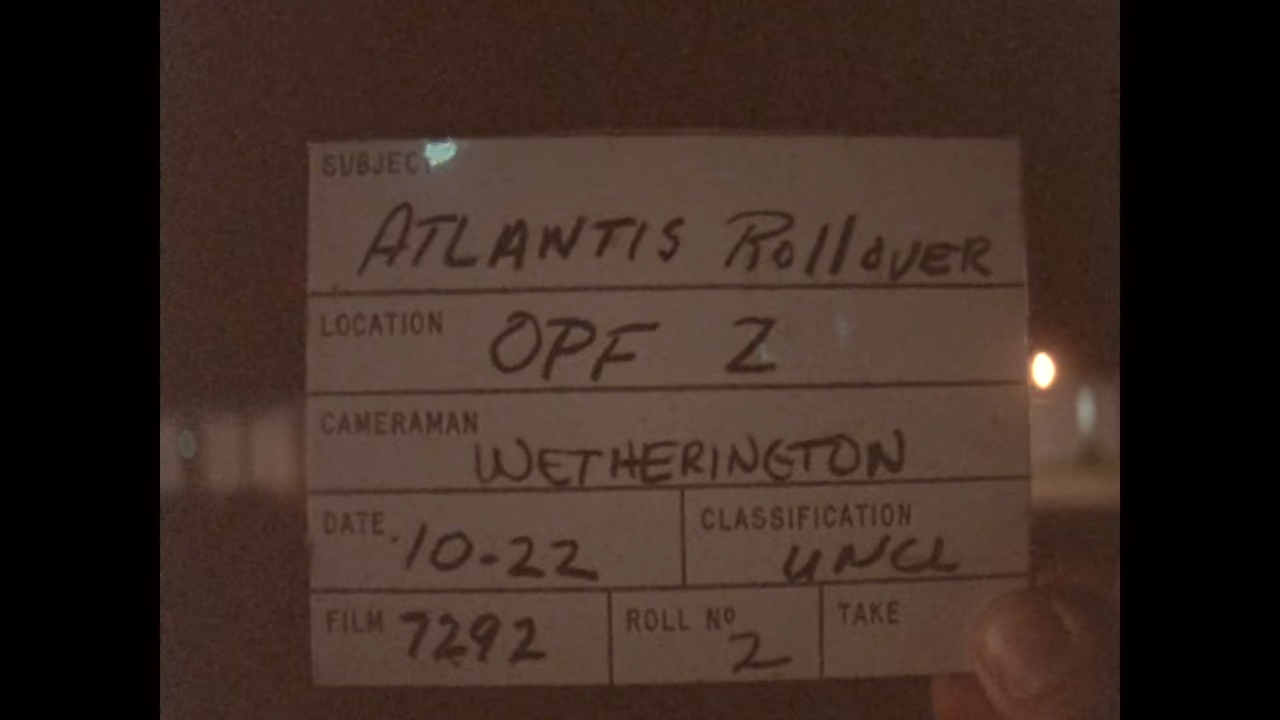 SUBJECT
ATLANTIS Rollover
LOCATION OPF 2
CAMERAMAN
WETHERINGTON
DATE 10-22 CLASSIFICATION
UNCL
FILM 7292 ROLL Nº 2 TAKE